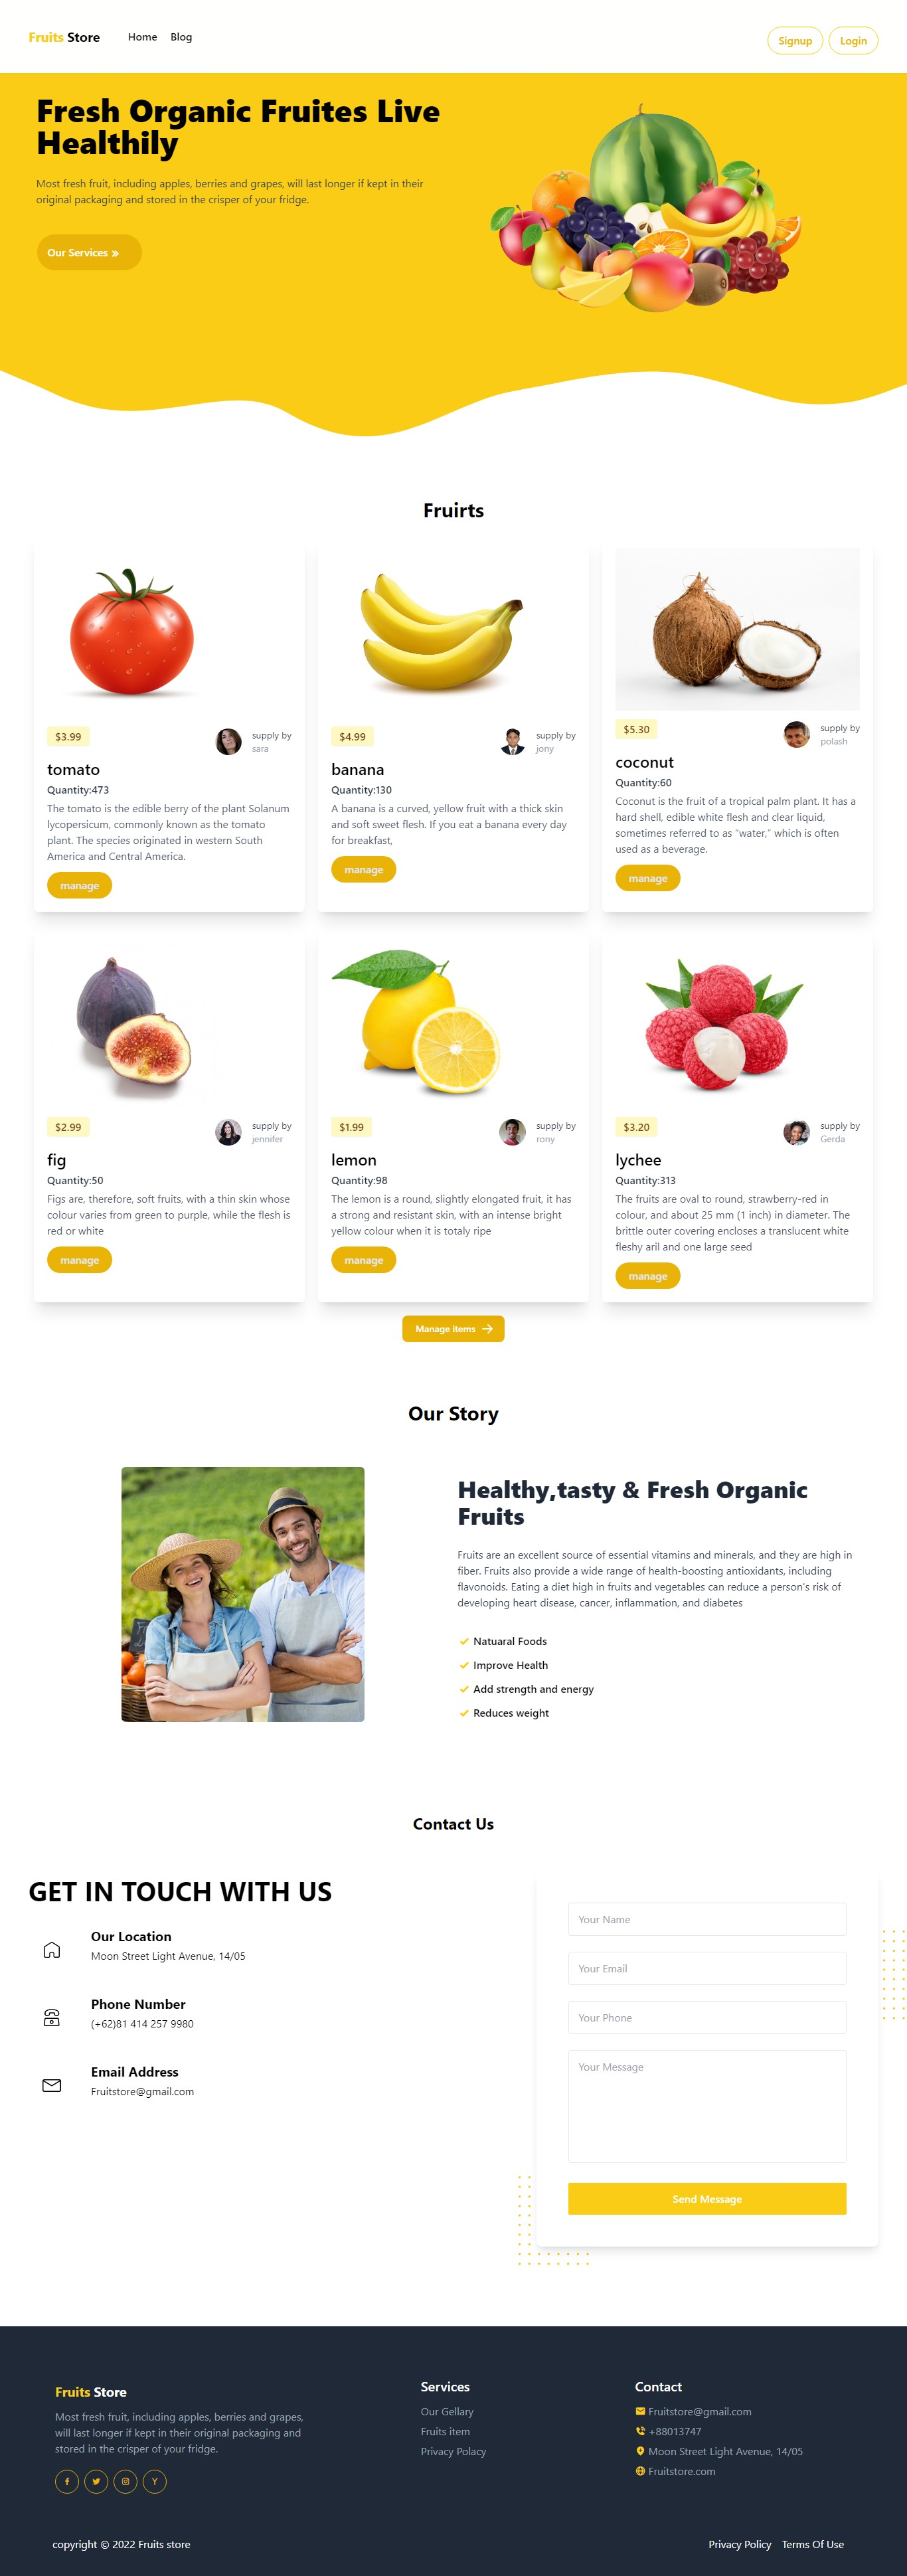 Fruits Store
Home Blog
Signup Login
Fresh Organic Fruites Live
Healthily
Most fresh fruit, including apples, berries and grapes, will last longer if kept in their
original packaging and stored in the crisper of your fridge.
Our Services »
Fruirts
$3.99
supply by
sara
tomato
Quantity:473
The tomato is the edible berry of the plant Solanum
lycopersicum, commonly known as the tomato
plant. The species originated in western South
America and Central America.
manage
$4.99
supply by
jony
banana
Quantity:130
A banana is a curved, yellow fruit with a thick skin
and soft sweet flesh. If you eat a banana every day
for breakfast,
manage
$5.30
supply by
polash
coconut
Quantity:60
Coconut is the fruit of a tropical palm plant. It has a
hard shell, edible white flesh and clear liquid,
sometimes referred to as “water,” which is often
used as a beverage.
manage
$2.99
supply by
jennifer
fig
Quantity:50
Figs are, therefore, soft fruits, with a thin skin whose
colour varies from green to purple, while the flesh is
red or white
manage
$1.99
supply by
rony
lemon
Quantity:98
The lemon is a round, slightly elongated fruit, it has
a strong and resistant skin, with an intense bright
yellow colour when it is totaly ripe
manage
$3.20
supply by
Gerda
lychee
Quantity:313
The fruits are oval to round, strawberry-red in
colour, and about 25 mm (1 inch) in diameter. The
brittle outer covering encloses a translucent white
fleshy aril and one large seed
manage
Manage items
Our Story
Healthy,tasty & Fresh Organic
Fruits
Fruits are an excellent source of essential vitamins and minerals, and they are high in
fiber. Fruits also provide a wide range of health-boosting antioxidants, including
flavonoids. Eating a diet high in fruits and vegetables can reduce a person's risk of
developing heart disease, cancer, inflammation, and diabetes
Natuaral Foods
Improve Health
Add strength and energy
Reduces weight
Contact Us
GET IN TOUCH WITH US
Our Location
Moon Street Light Avenue, 14/05
Phone Number
(+62)81 414 257 9980
Email Address
Fruitstore@gmail.com
Your Name
Your Email
Your Phone
Your Message
Send Message
Fruits Store
Most fresh fruit, including apples, berries and grapes,
will last longer if kept in their original packaging and
stored in the crisper of your fridge.
Services
Our Gellary
Fruits item
Privacy Polacy
Contact
Fruitstore@gmail.com
+88013747
Moon Street Light Avenue, 14/05
Fruitstore.com
copyright © 2022 Fruits store
Privacy Policy Terms Of Use